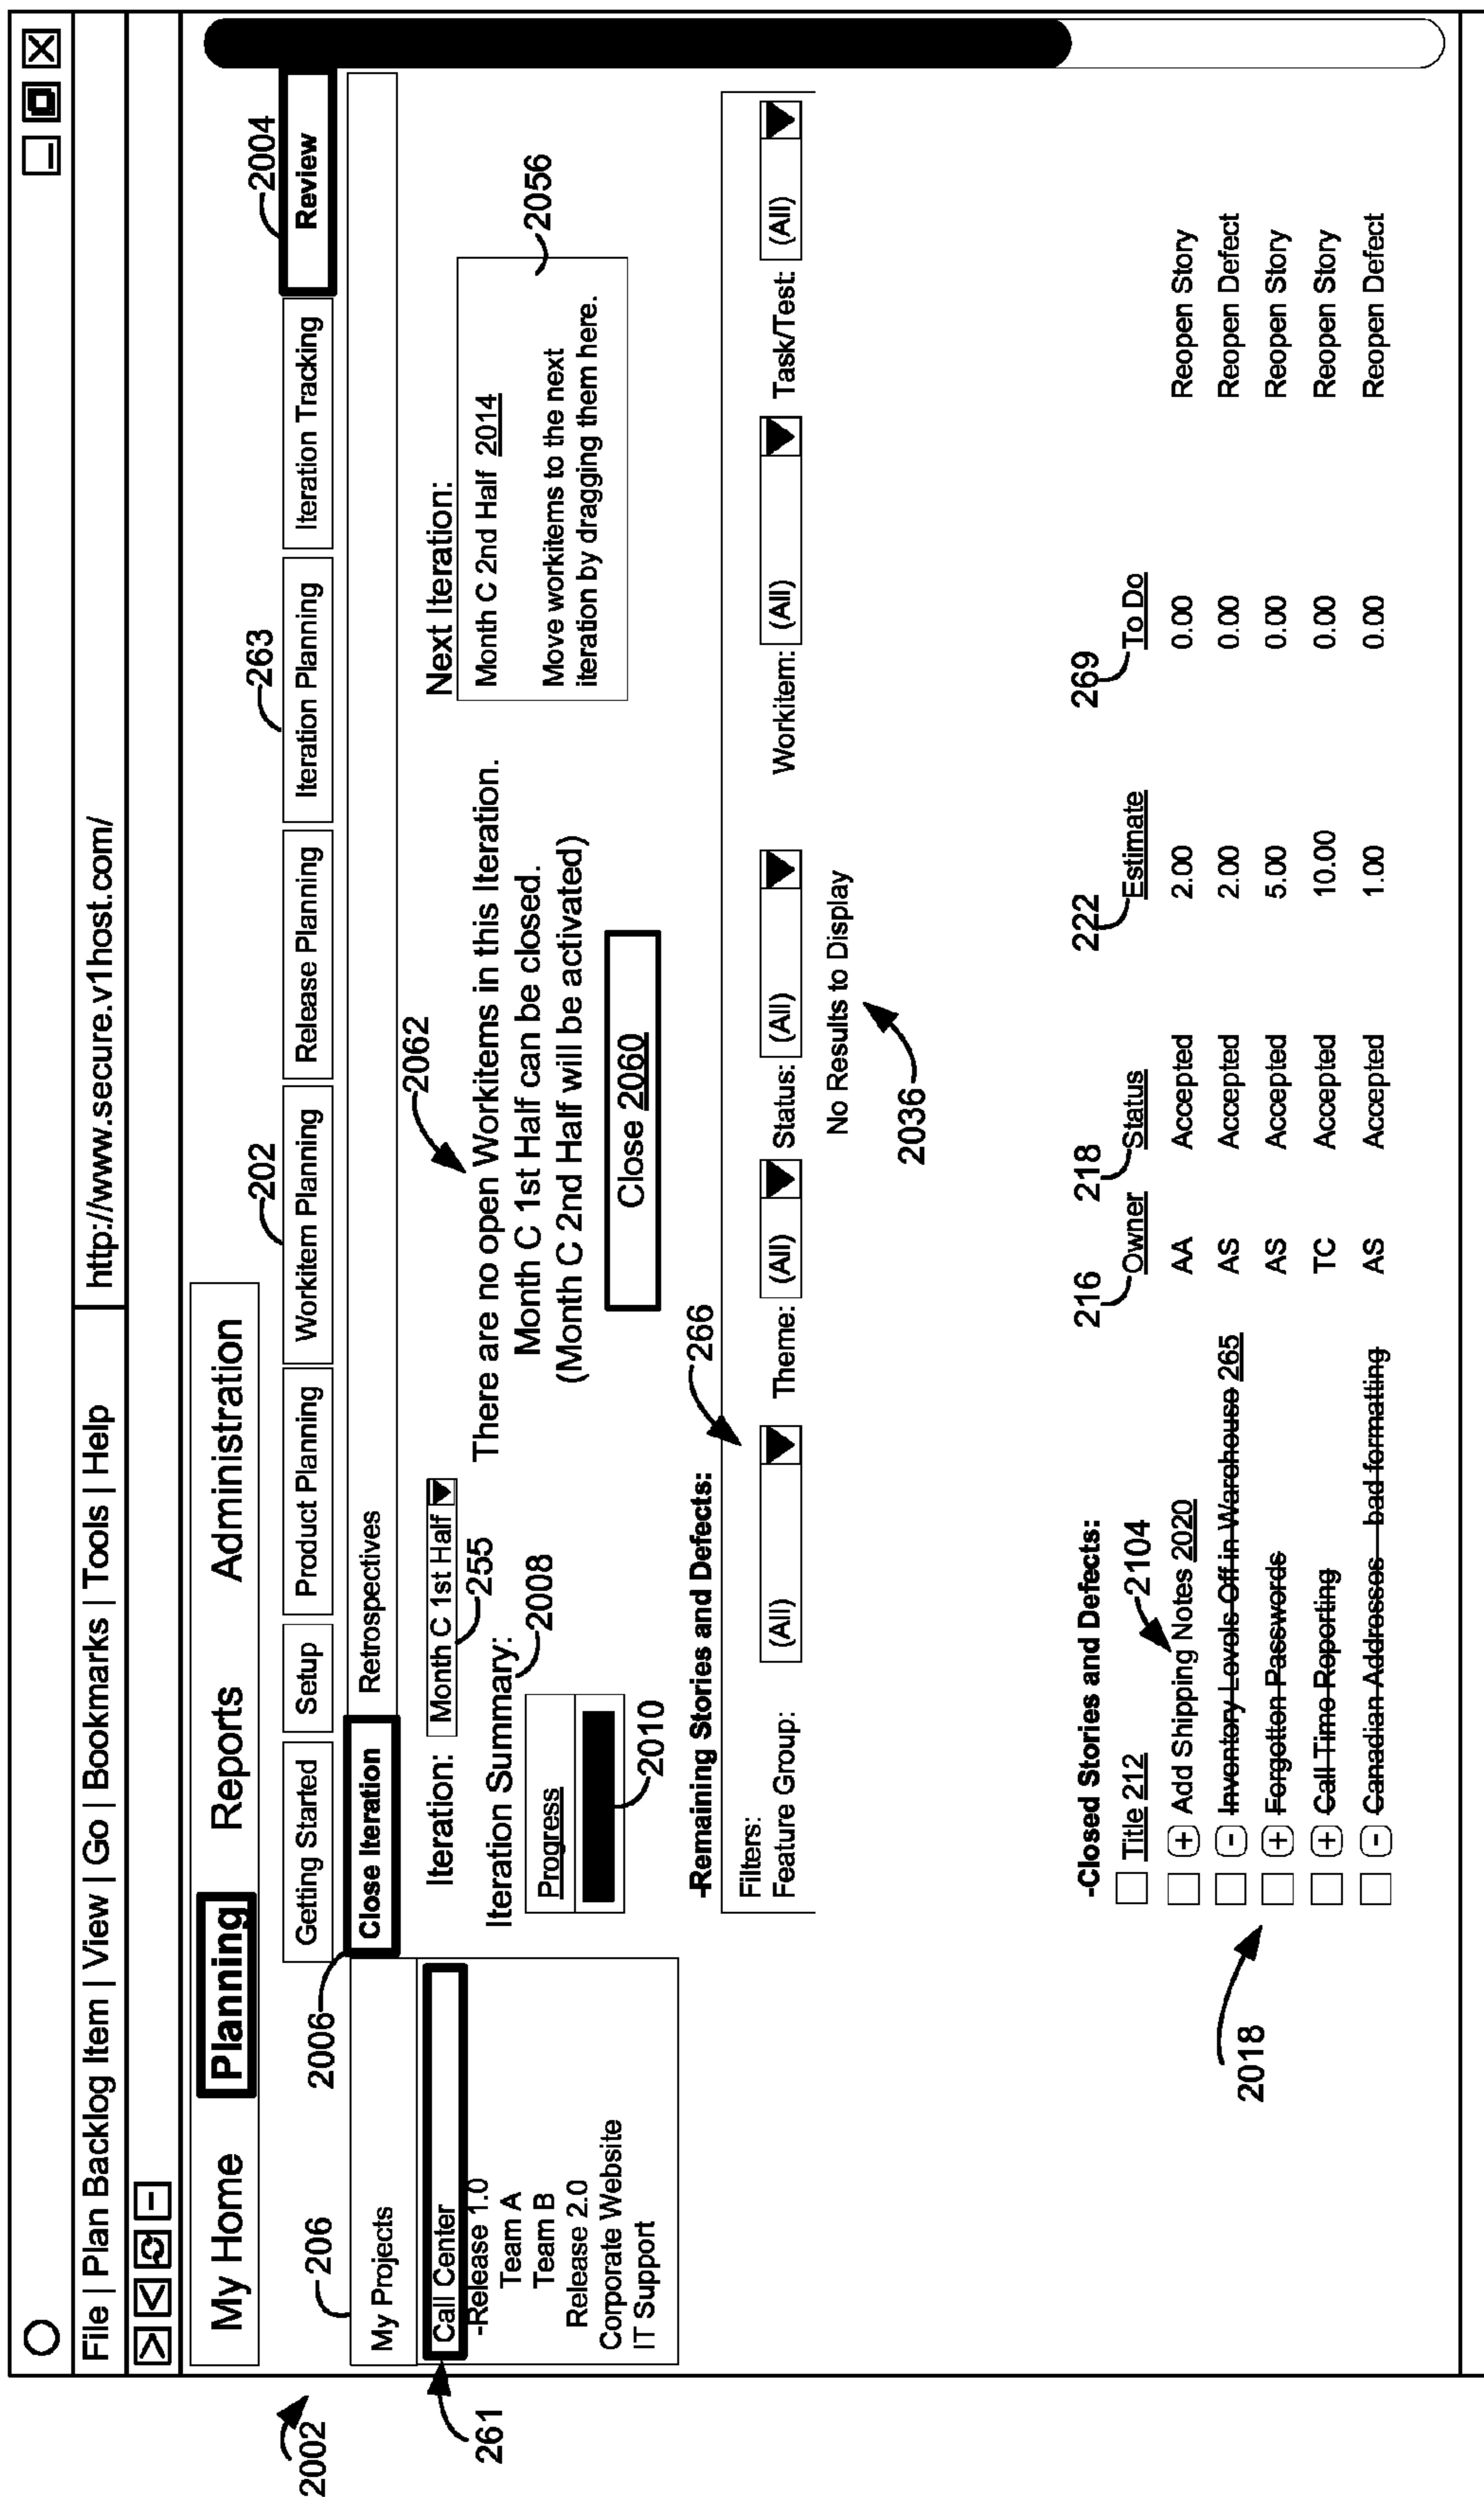 File | Plan Backlog Item | View | Go | Bookmarks | Tools | Help | http://www.secure.v1host.com/
My Home Planning Reports Administration
2002
206
2006
202
263
2004
Getting Started Setup Product Planning Workitem Planning Release Planning Iteration Planning Iteration Tracking Review
My Projects
Close Iteration Retrospectives
261
Call Center
-Release 1.0
Team A
Team B
Release 2.0
Corporate Website
IT Support
Iteration: Month C 1st Half
255
Iteration Summary:
2008
Progress
2010
2062
There are no open Workitems in this Iteration.
Month C 1st Half can be closed.
(Month C 2nd Half will be activated)
Close 2060
Next Iteration:
Month C 2nd Half 2014
Move workitems to the next
iteration by dragging them here.
2056
-Remaining Stories and Defects:
266
Filters:
Feature Group: (All) Theme: (All) Status: (All) Workitem: (All) Task/Test: (All)
No Results to Display
2036
-Closed Stories and Defects:
2104
216
218
222
269
Title 212 Owner Status Estimate To Do
+ Add Shipping Notes 2020 AA Accepted 2.00 0.00 Reopen Story
- Inventory Levels Off in Warehouse 265 AS Accepted 2.00 0.00 Reopen Defect
+ Forgotten Passwords AS Accepted 5.00 0.00 Reopen Story
+ Call Time Reporting TC Accepted 10.00 0.00 Reopen Story
- Canadian Addresses - bad formatting AS Accepted 1.00 0.00 Reopen Defect
2018